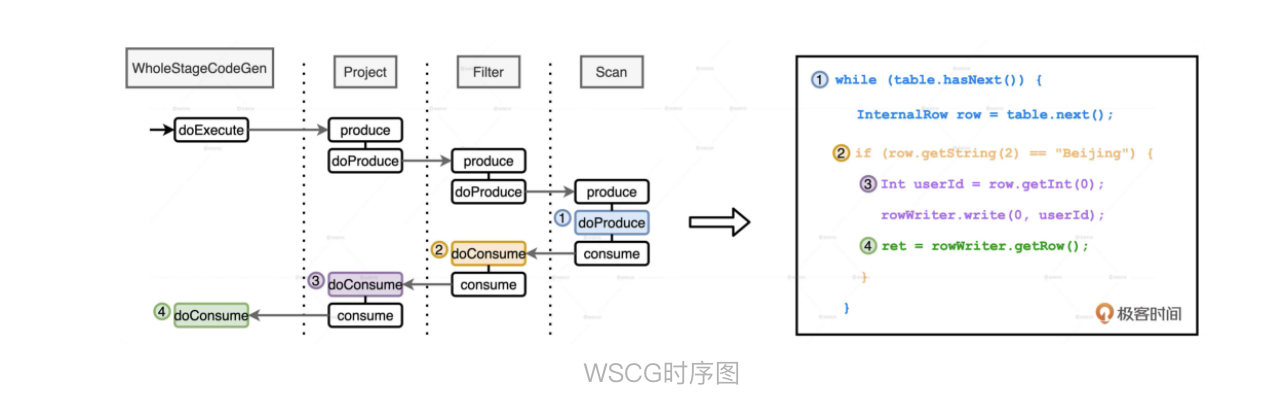 WholeStageCodeGen
Project
Filter
Scan
doExecute
produce
doProduce
produce
doProduce
produce
① doProduce
② doConsume
consume
③ doConsume
consume
④ doConsume
consume
① while (table.hasNext()) {
InternalRow row = table.next();
② if (row.getString(2) == "Beijing") {
③ Int userId = row.getInt(0);
rowWriter.write(0, userId);
④ ret = rowWriter.getRow();
}
}
极客时间
WSCG时序图